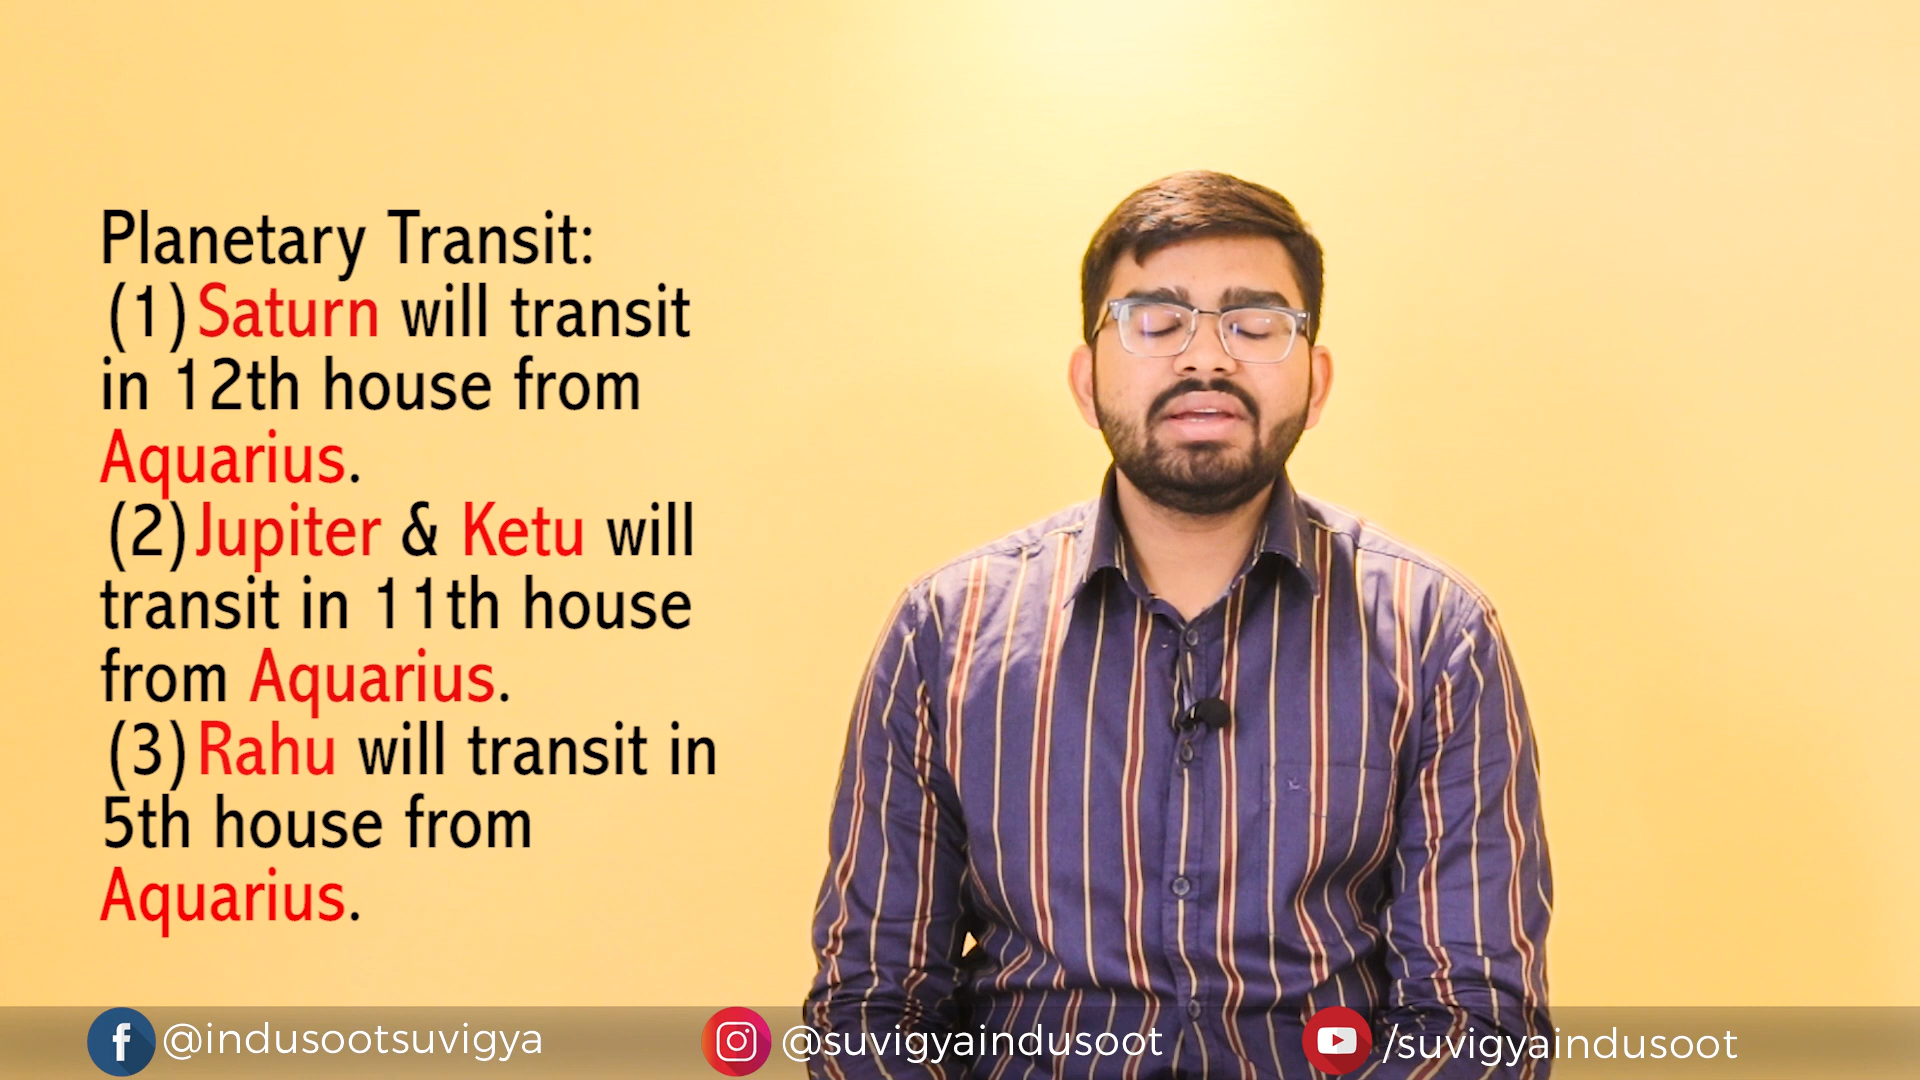 Planetary Transit:
(1) Saturn will transit
in 12th house from
Aquarius.
(2) Jupiter & Ketu will
transit in 11th house
from Aquarius.
(3) Rahu will transit in
5th house from
Aquarius.
@indusootsuvigya
@suvigyaindusoot
/suvigyaindusoot